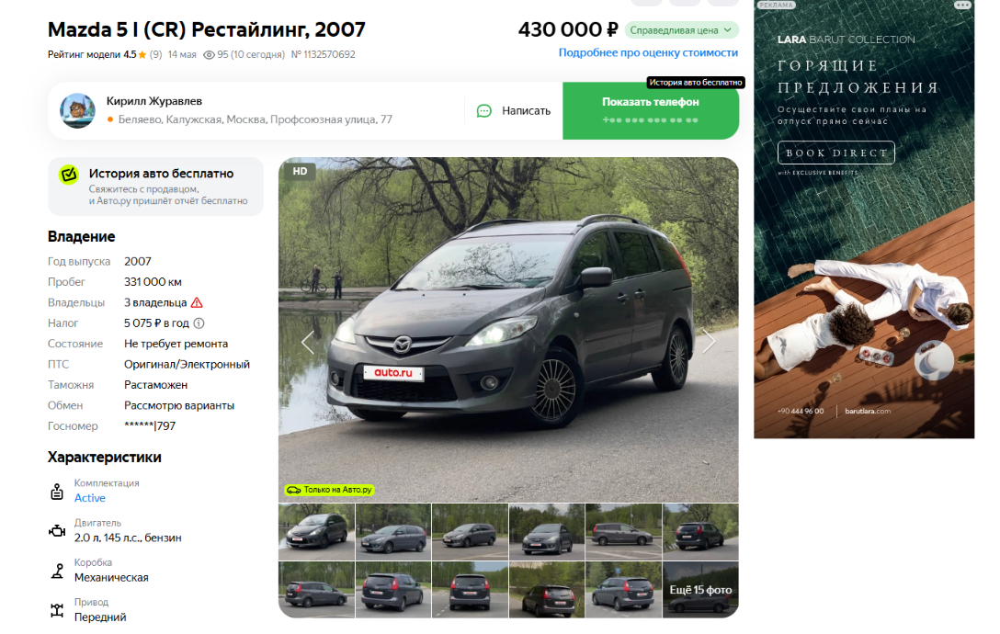 Mazda 5 I (CR) Рестайлинг, 2007
430 000 ₽ Справедливая цена
Рейтинг модели 4.5 (9) 14 мая 95 (10 сегодня) № 1132570692
Подробнее про оценку стоимости
История авто бесплатно
Кирилл Журавлев
Беляево, Калужская, Москва, Профсоюзная улица, 77
Написать
Показать телефон
+•• ••• ••• •• ••
История авто бесплатно
Свяжитесь с продавцом,
и Авто.ру пришлёт отчёт бесплатно
Владение
Год выпуска 2007
Пробег 331 000 км
Владельцы 3 владельца
Налог 5 075 ₽ в год
Состояние Не требует ремонта
ПТС Оригинал/Электронный
Таможня Растаможен
Обмен Рассмотрю варианты
Госномер ******|797
Характеристики
Комплектация
Active
Двигатель
2.0 л, 145 л.с., бензин
Коробка
Механическая
Привод
Передний
HD
auto.ru
Только на Авто.ру
Ещё 15 фото
РЕКЛАМА
LARA BARUT COLLECTION
ГОРЯЩИЕ
ПРЕДЛОЖЕНИЯ
Осуществите свои планы на
отпуск прямо сейчас
BOOK DIRECT
with EXCLUSIVE BENEFITS
+90 444 96 00 barutlara.com